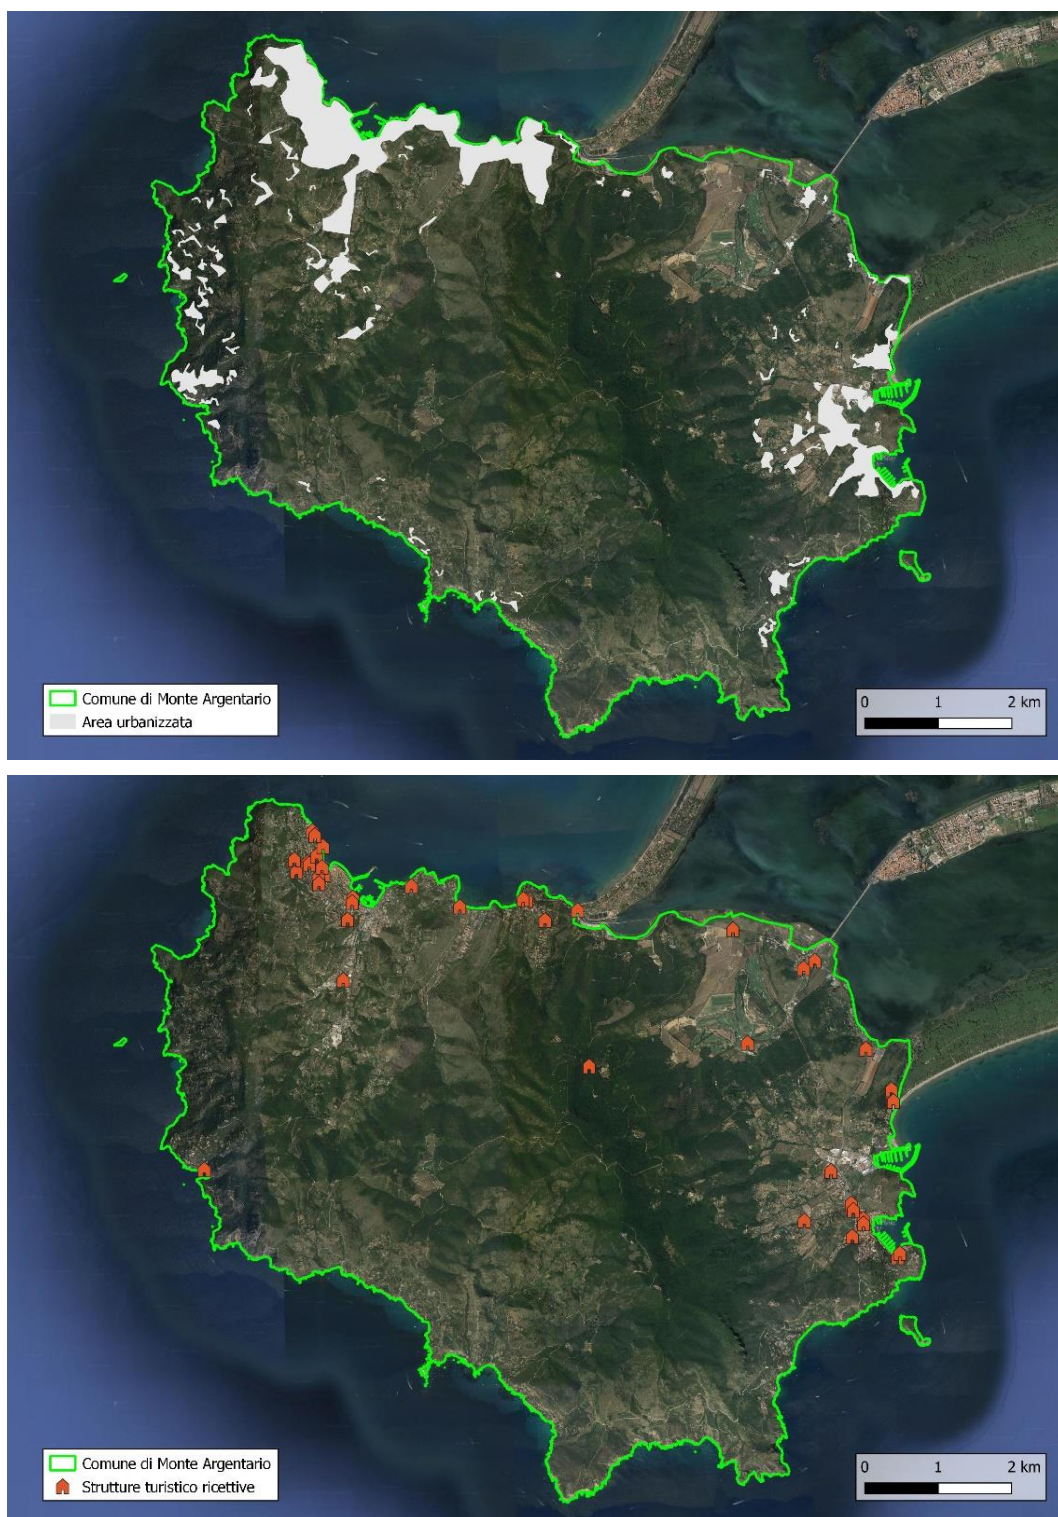 Comune di Monte Argentario
Area urbanizzata
0 1 2 km
Comune di Monte Argentario
Strutture turistico ricettive
0 1 2 km